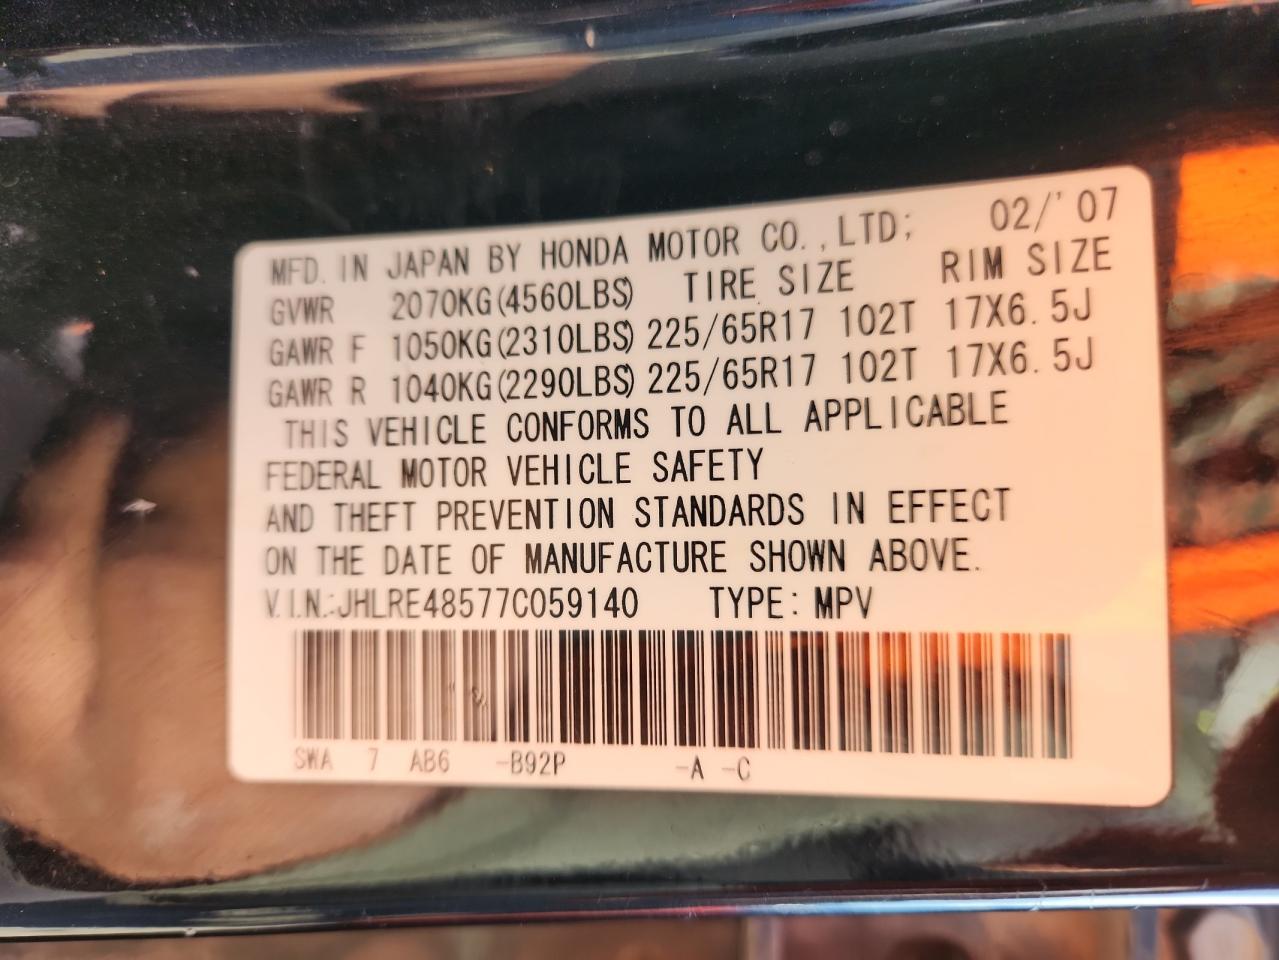 MFD. IN JAPAN BY HONDA MOTOR CO., LTD; 02/'07
GVWR 2070KG(4560LBS) TIRE SIZE RIM SIZE
GAWR F 1050KG(2310LBS) 225/65R17 102T 17X6.5J
GAWR R 1040KG(2290LBS) 225/65R17 102T 17X6.5J
THIS VEHICLE CONFORMS TO ALL APPLICABLE
FEDERAL MOTOR VEHICLE SAFETY
AND THEFT PREVENTION STANDARDS IN EFFECT
ON THE DATE OF MANUFACTURE SHOWN ABOVE.
V.I.N.:JHLRE48577C059140 TYPE: MPV
SWA 7 AB6 -B92P -A -C